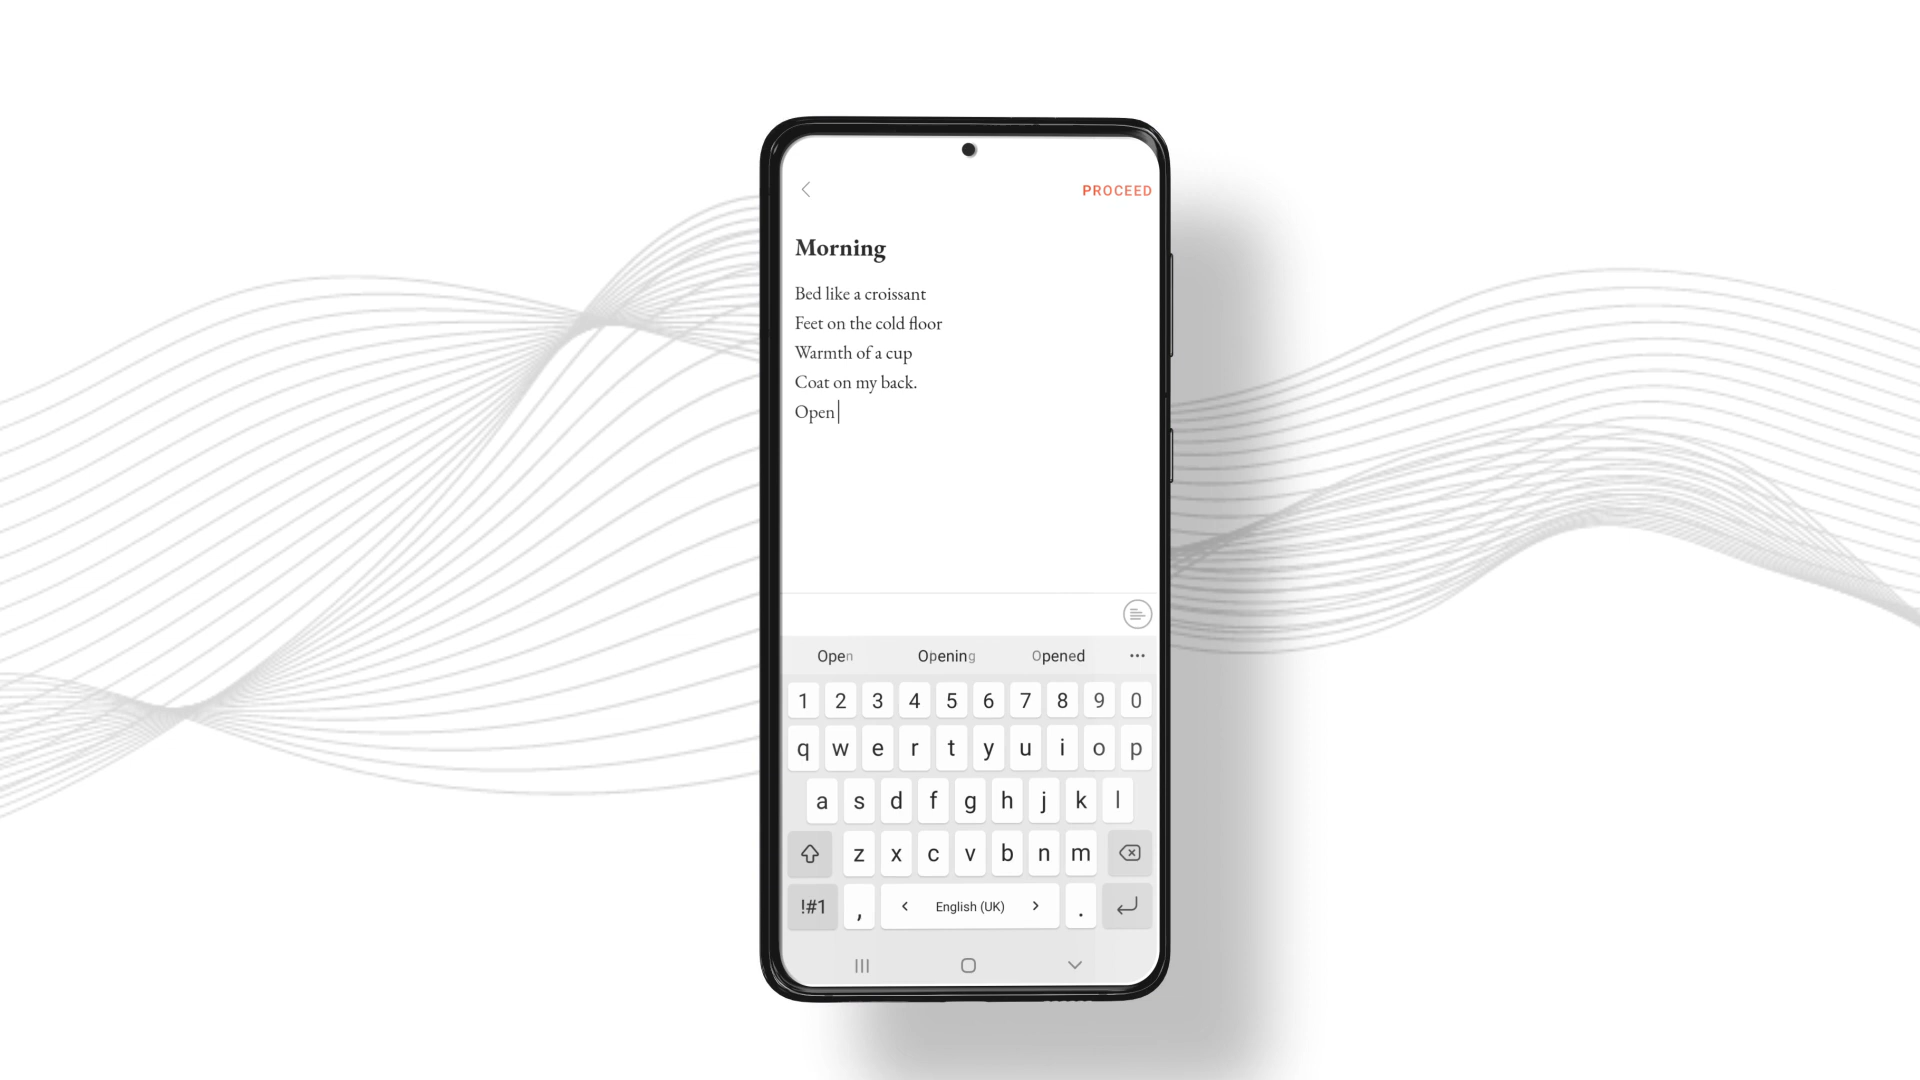 PROCEED
Morning
Bed like a croissant
Feet on the cold floor
Warmth of a cup
Coat on my back.
Open
Open Opening Opened
1 2 3 4 5 6 7 8 9 0
q w e r t y u i o p
a s d f g h j k l
z x c v b n m
!#1 , < English (UK) > .